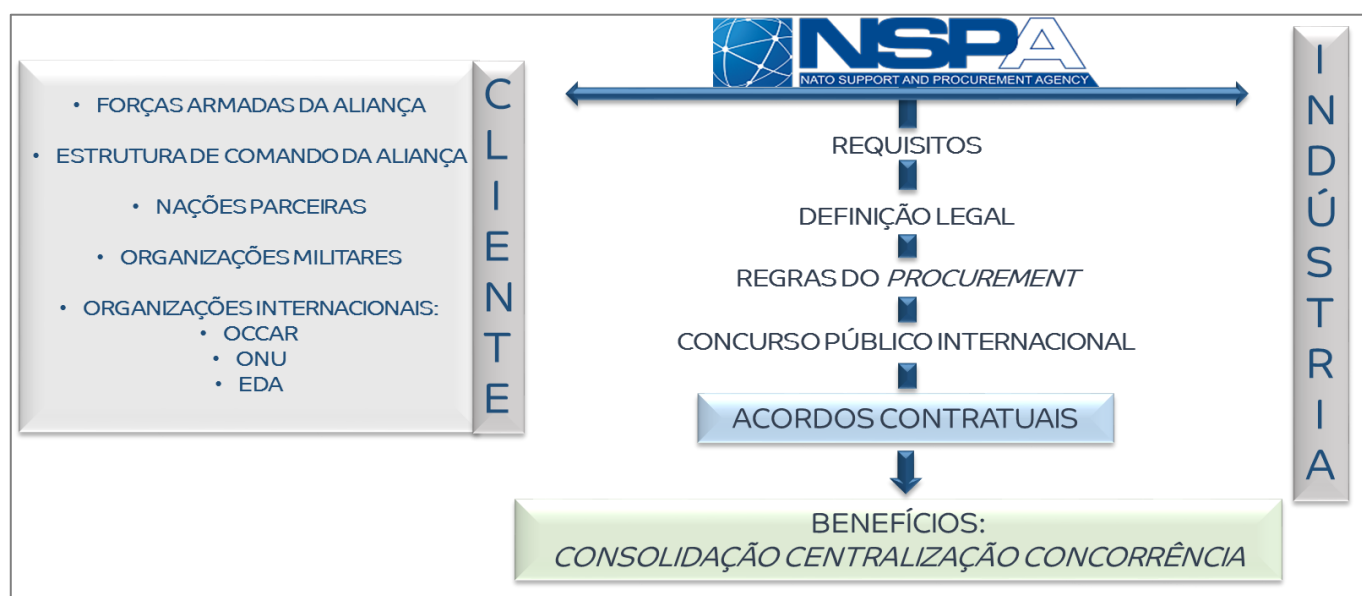 • FORÇAS ARMADAS DA ALIANÇA
• ESTRUTURA DE COMANDO DA ALIANÇA
• NAÇÕES PARCEIRAS
• ORGANIZAÇÕES MILITARES
• ORGANIZAÇÕES INTERNACIONAIS:
• OCCAR
• ONU
• EDA
CLIENTE
NSPA
NATO SUPPORT AND PROCUREMENT AGENCY
REQUISITOS
DEFINIÇÃO LEGAL
REGRAS DO PROCUREMENT
CONCURSO PÚBLICO INTERNACIONAL
ACORDOS CONTRATUAIS
BENEFÍCIOS:
CONSOLIDAÇÃO CENTRALIZAÇÃO CONCORRÊNCIA
INDÚSTRIA